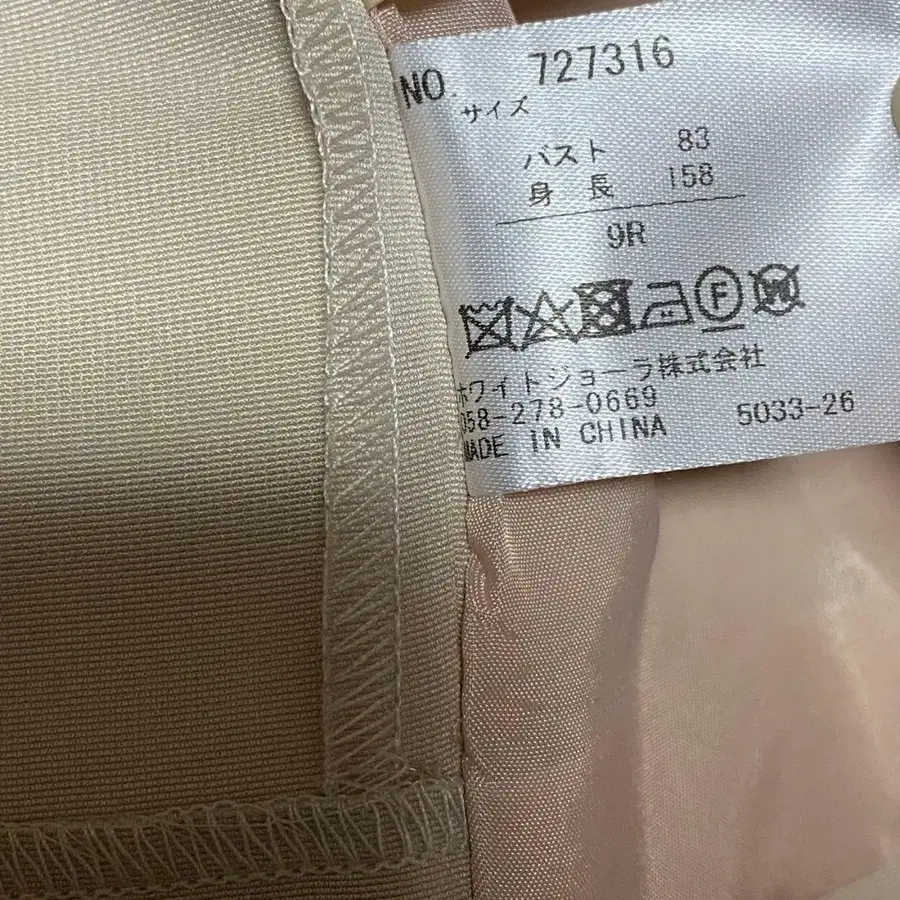 NO. 727316
サイズ
バスト 83
身長 158
9R
F W
ホワイトジョーラ株式会社
058-278-0669 5033-26
MADE IN CHINA